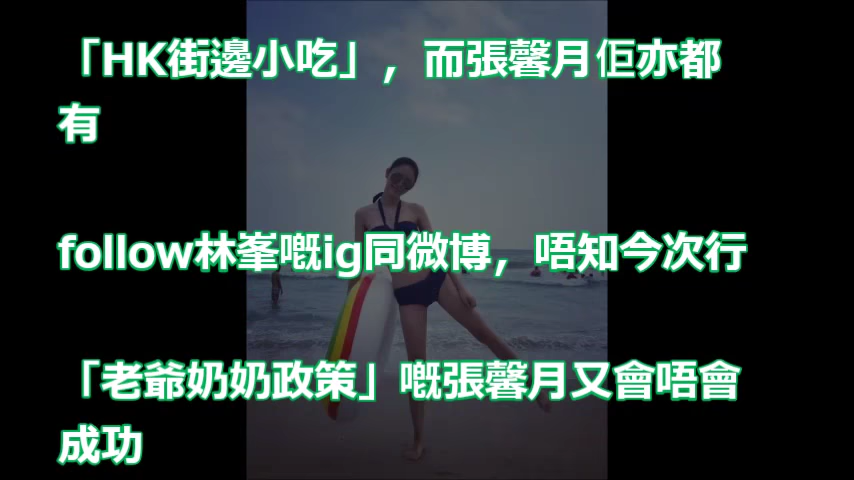 「HK街邊小吃」，而張馨月佢亦都
有
follow林峯嘅ig同微博，唔知今次行
「老爺奶奶政策」嘅張馨月又會唔會
成功